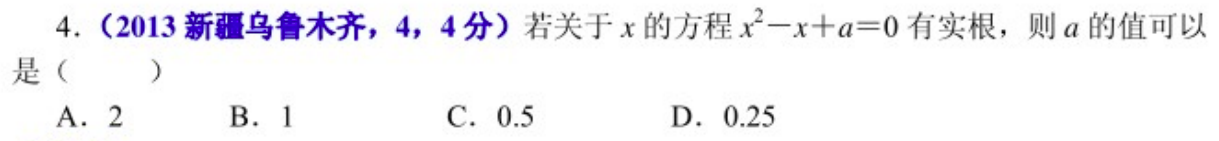 4.（2013 新疆乌鲁木齐，4，4 分）若关于 x 的方程 x²－x＋a＝0 有实根，则 a 的值可以
是（　　）
A．2　　B．1　　C．0.5　　D．0.25